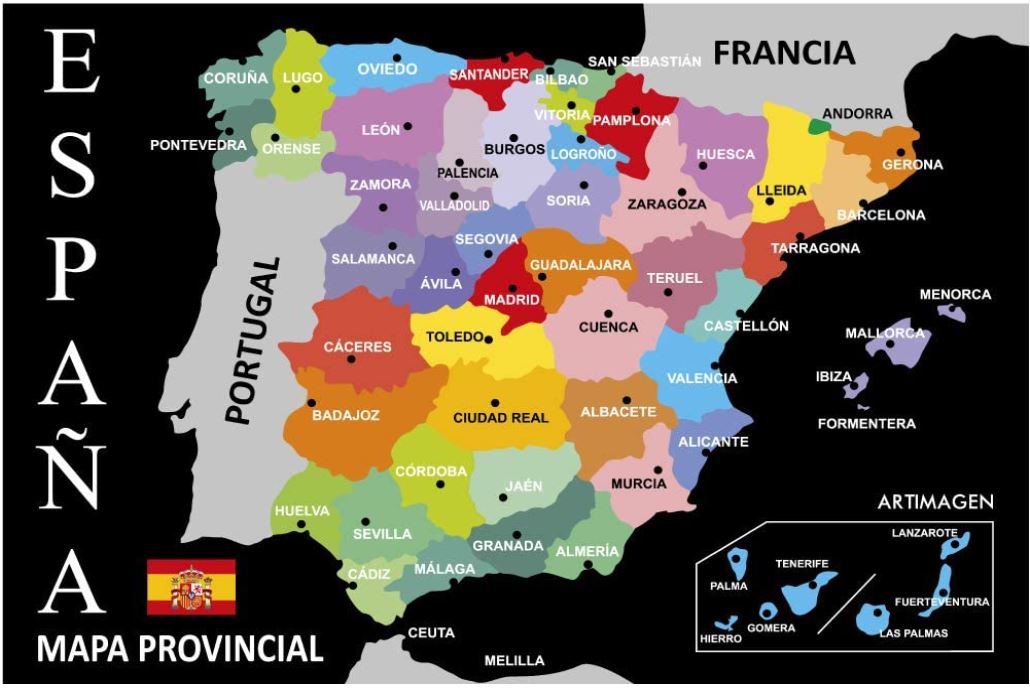 ESPAÑA
MAPA PROVINCIAL
FRANCIA
PORTUGAL
ANDORRA
CORUÑA
LUGO
OVIEDO
SANTANDER
BILBAO
SAN SEBASTIÁN
PONTEVEDRA
ORENSE
LEÓN
PALENCIA
BURGOS
VITORIA
LOGROÑO
PAMPLONA
HUESCA
LLEIDA
GERONA
BARCELONA
TARRAGONA
ZAMORA
VALLADOLID
SORIA
ZARAGOZA
SALAMANCA
ÁVILA
SEGOVIA
MADRID
GUADALAJARA
TERUEL
CASTELLÓN
CÁCERES
TOLEDO
CUENCA
VALENCIA
BADAJOZ
CIUDAD REAL
ALBACETE
ALICANTE
CÓRDOBA
JAÉN
MURCIA
HUELVA
SEVILLA
GRANADA
ALMERÍA
CÁDIZ
MÁLAGA
CEUTA
MELILLA
MENORCA
MALLORCA
IBIZA
FORMENTERA
ARTIMAGEN
LANZAROTE
PALMA
TENERIFE
FUERTEVENTURA
HIERRO
GOMERA
LAS PALMAS